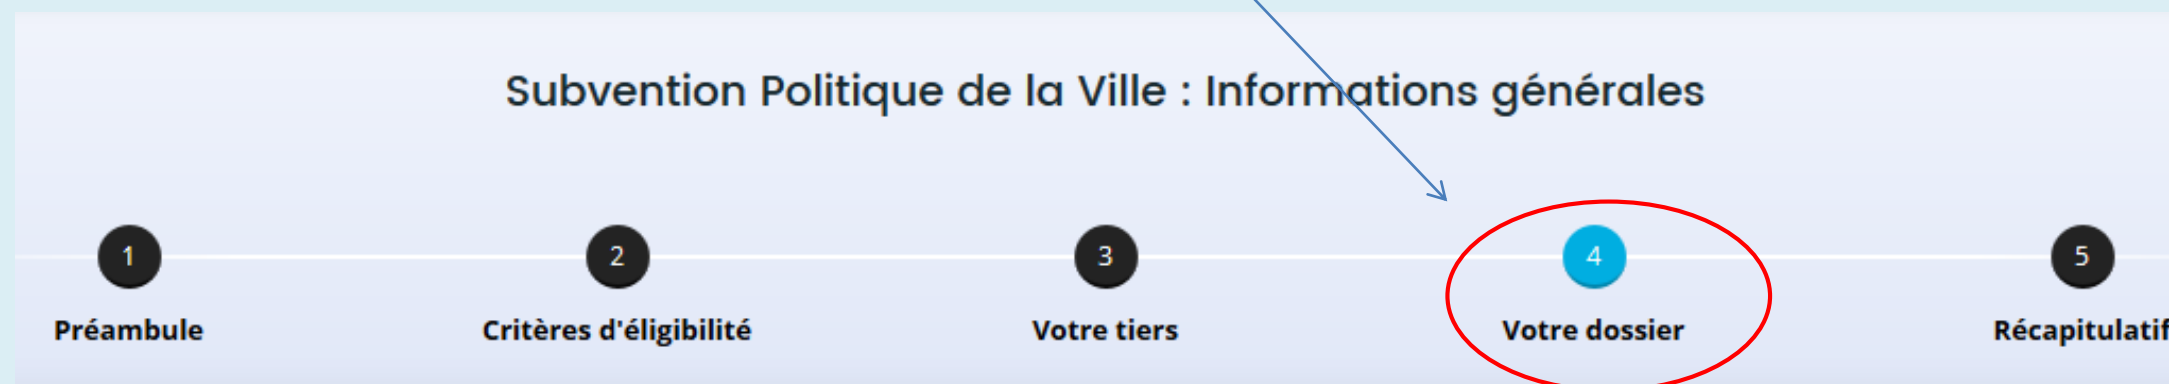 Subvention Politique de la Ville : Informations générales
1 2 3 4 5
Préambule Critères d'éligibilité Votre tiers Votre dossier Récapitulatif